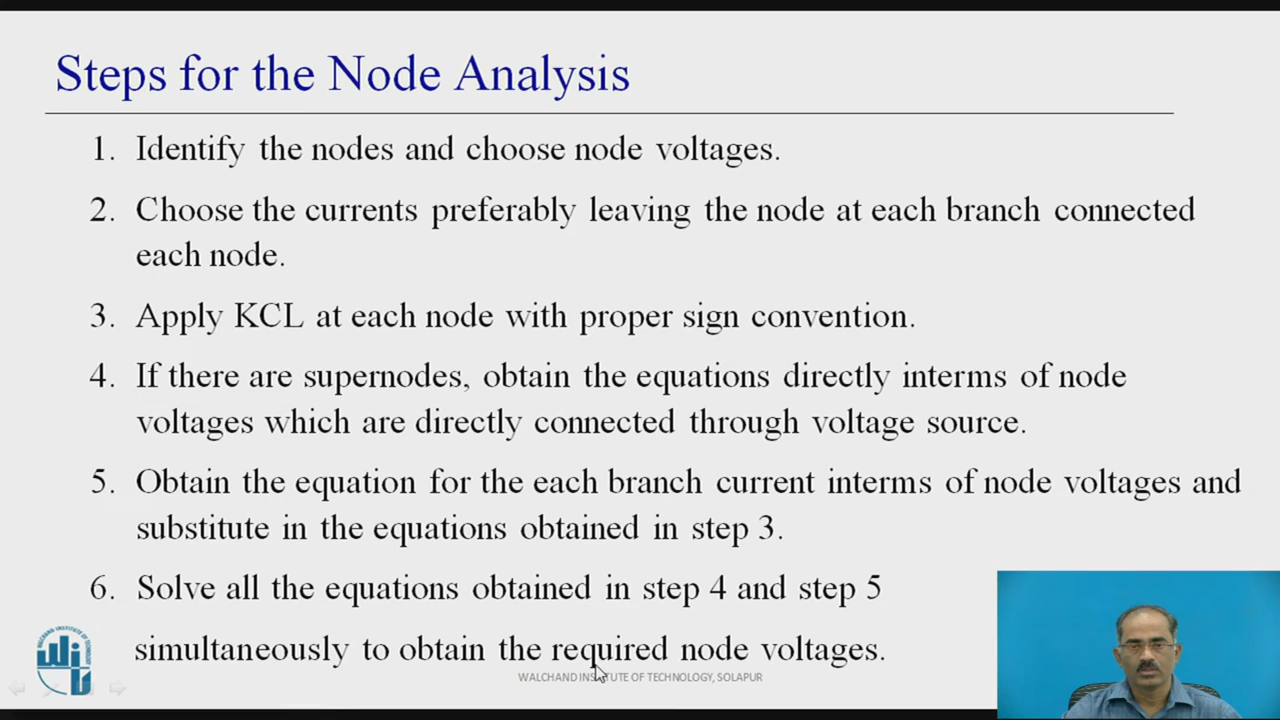 Steps for the Node Analysis
1. Identify the nodes and choose node voltages.
2. Choose the currents preferably leaving the node at each branch connected
each node.
3. Apply KCL at each node with proper sign convention.
4. If there are supernodes, obtain the equations directly interms of node
voltages which are directly connected through voltage source.
5. Obtain the equation for the each branch current interms of node voltages and
substitute in the equations obtained in step 3.
6. Solve all the equations obtained in step 4 and step 5
simultaneously to obtain the required node voltages.
WALCHAND INSTITUTE OF TECHNOLOGY, SOLAPUR
WALCHAND INSTITUTE OF TECHNOLOGY